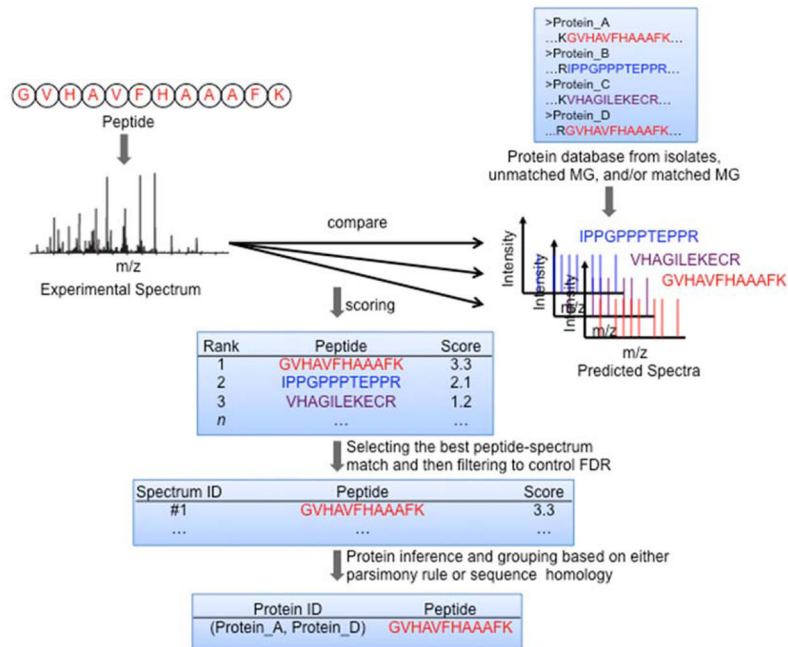 >Protein_A
...KGVHAVFHAAAFK...
>Protein_B
...RIPPGPPPTEPPR...
>Protein_C
...KVHAGILEKECR...
>Protein_D
...RGVHAVFHAAAFK...
G V H A V F H A A A F K
Peptide
Protein database from isolates,
unmatched MG, and/or matched MG
compare
m/z
Experimental Spectrum
scoring
Intensity
IPPGPPPTEPPR
m/z
Intensity
VHAGILEKECR
m/z
Intensity
GVHAVFHAAAFK
m/z
Predicted Spectra
Rank Peptide Score
1 GVHAVFHAAAFK 3.3
2 IPPGPPPTEPPR 2.1
3 VHAGILEKECR 1.2
n ... ...
Selecting the best peptide-spectrum
match and then filtering to control FDR
Spectrum ID Peptide Score
#1 GVHAVFHAAAFK 3.3
... ... ...
Protein inference and grouping based on either
parsimony rule or sequence homology
Protein ID Peptide
(Protein_A, Protein_D) GVHAVFHAAAFK